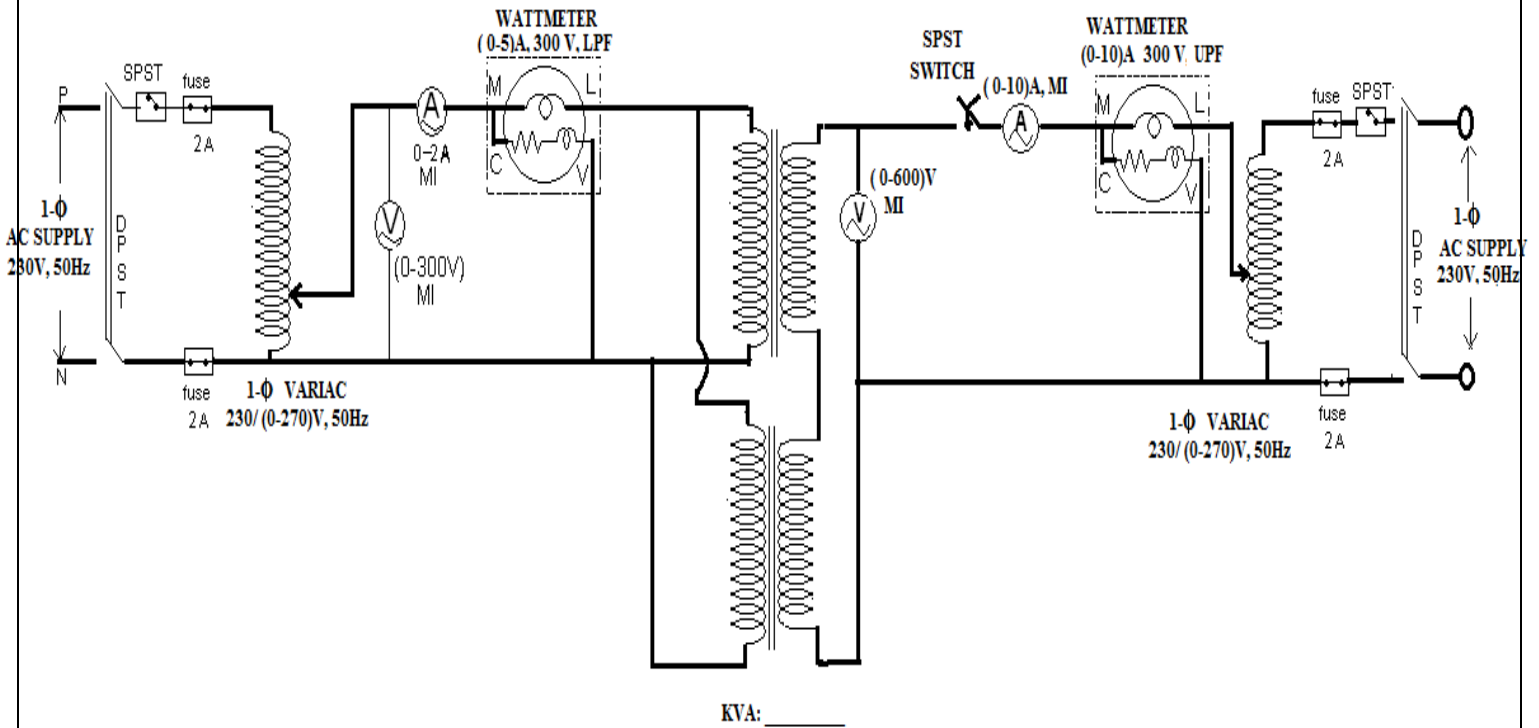 WATTMETER
( 0-5)A, 300 V, LPF
SPST
SWITCH
WATTMETER
(0-10)A 300 V, UPF
SPST
fuse
2A
P
N
1-Φ
AC SUPPLY
230V, 50Hz
D
P
S
T
fuse
2A
1-Φ VARIAC
230/ (0-270)V, 50Hz
A
0-2A
MI
V
(0-300V)
MI
M
L
C
V
( 0-10)A, MI
A
( 0-600)V
MI
V
M
L
C
V
fuse
2A
SPST
D
P
S
T
1-Φ
AC SUPPLY
230V, 50Hz
1-Φ VARIAC
230/ (0-270)V, 50Hz
fuse
2A
KVA: ________